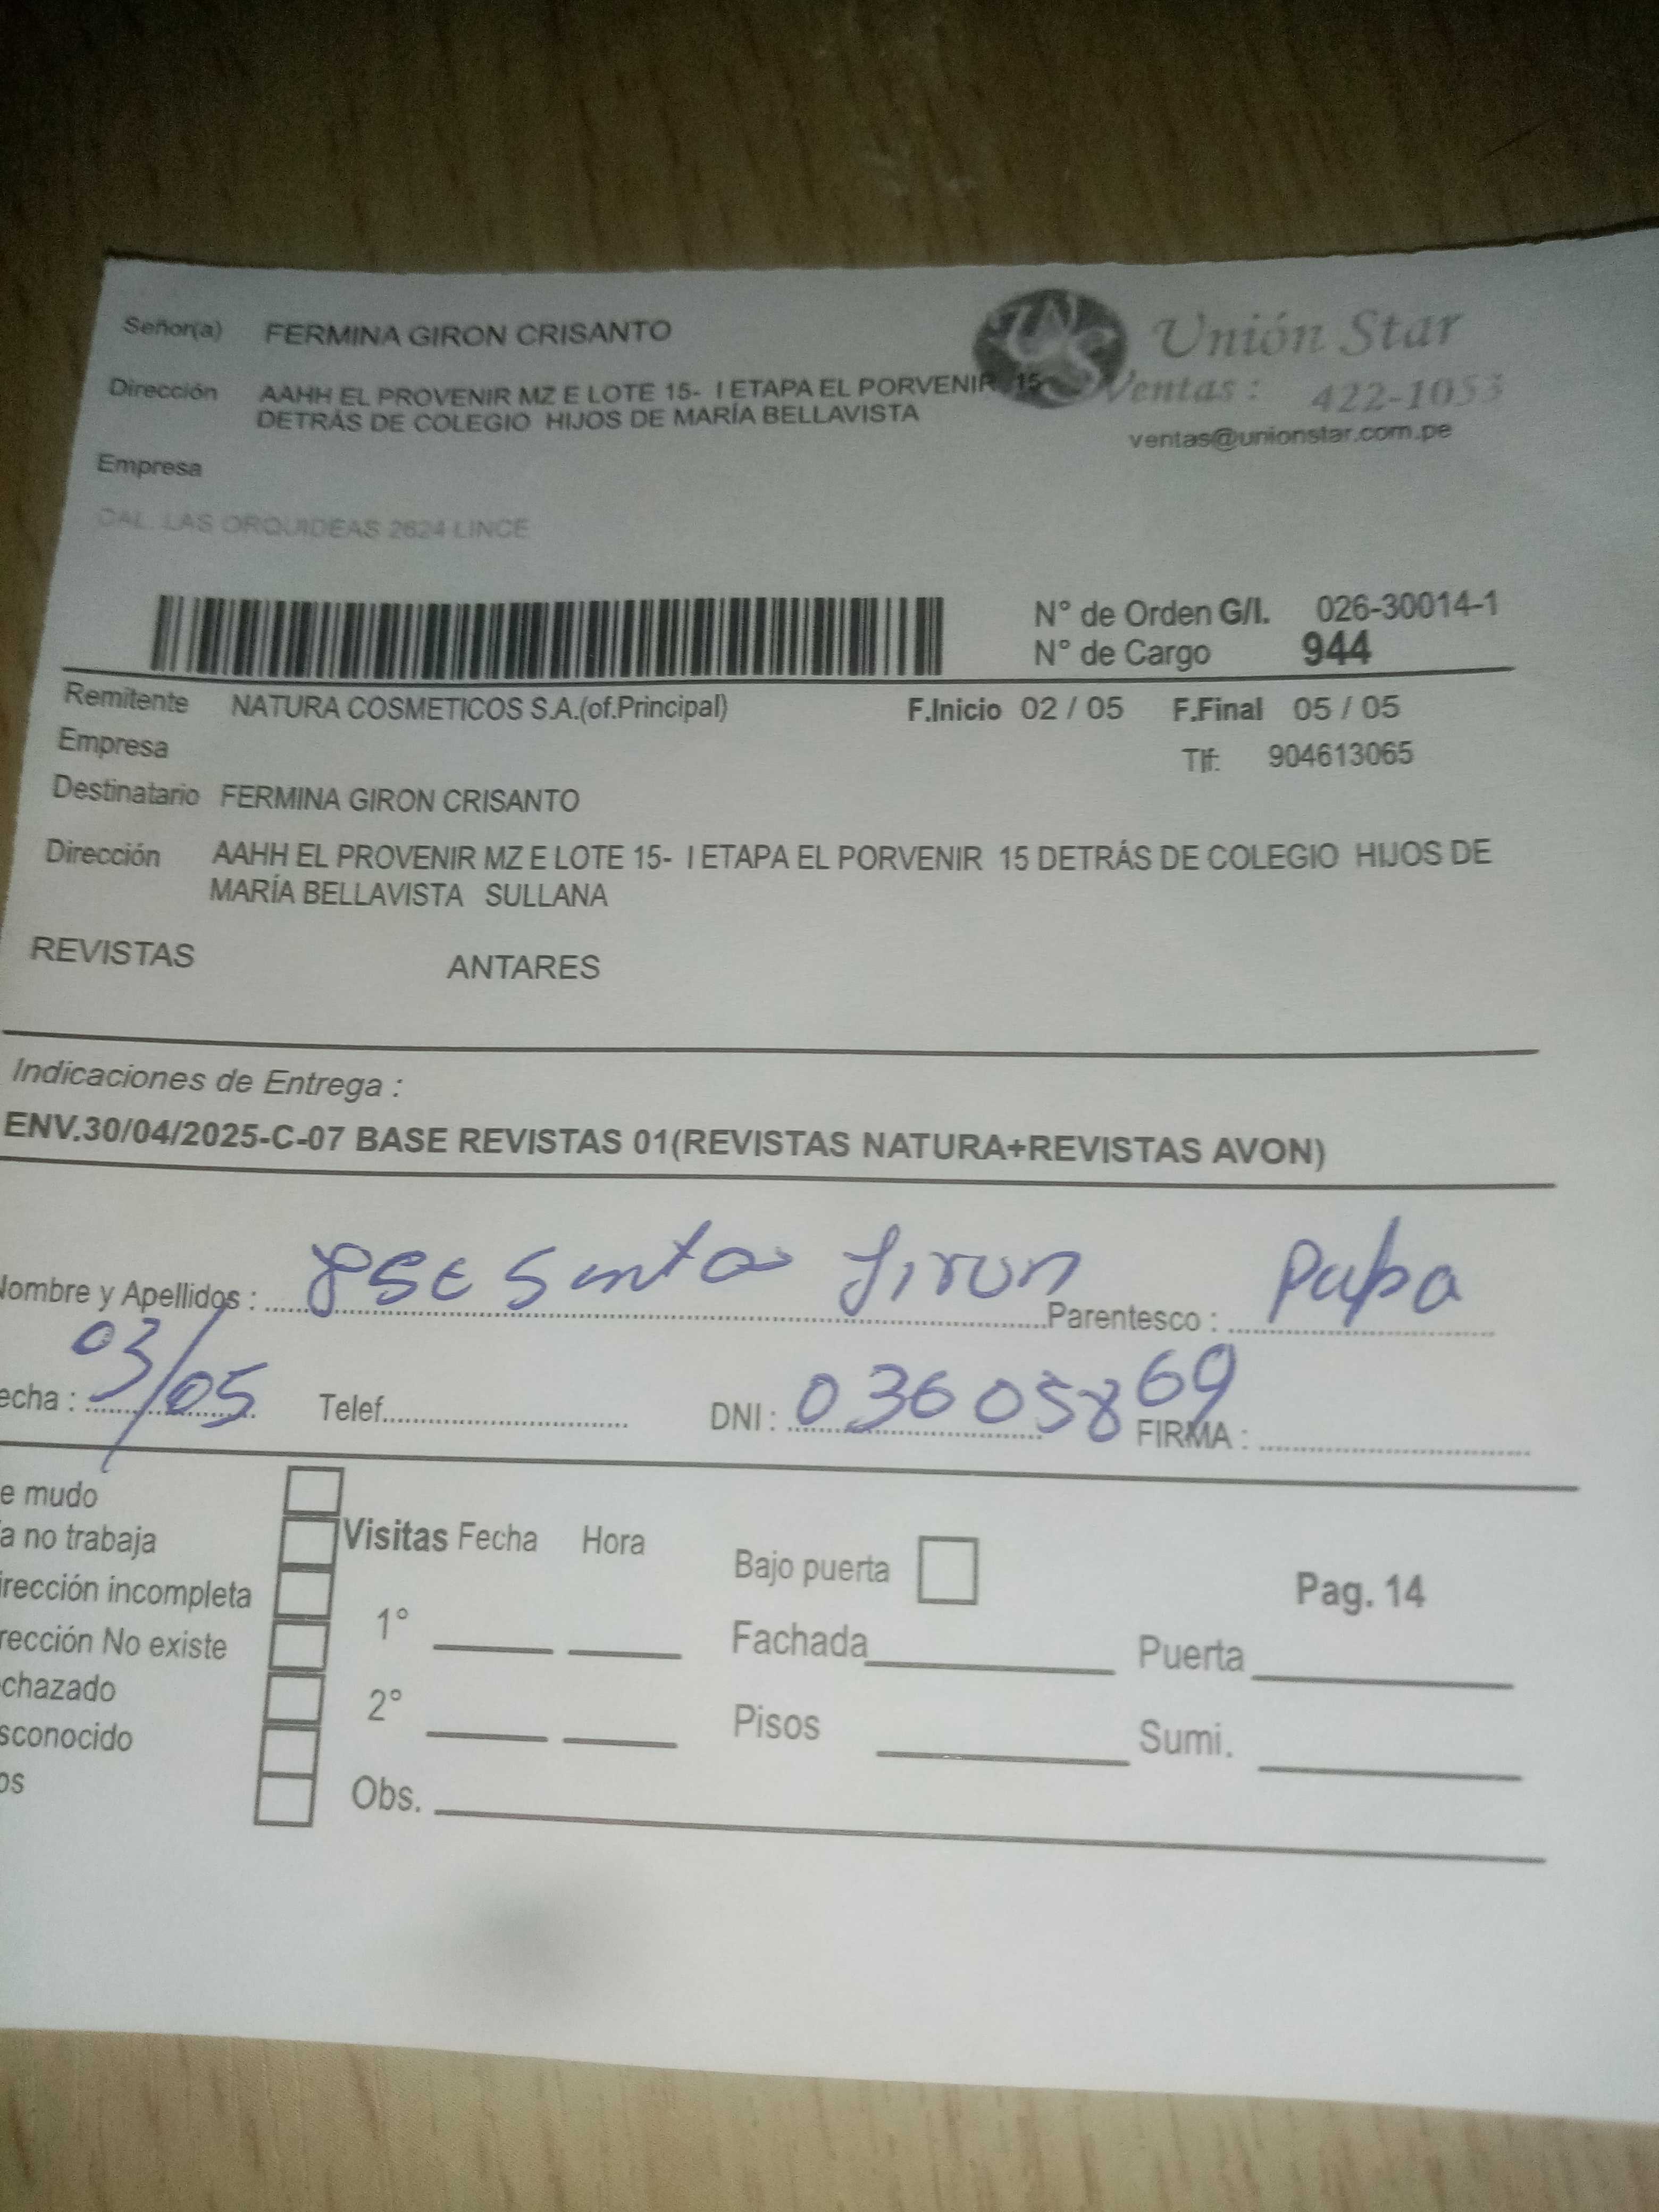 Señor(a) FERMINA GIRON CRISANTO
Unión Star
Dirección AAHH EL PROVENIR MZ E LOTE 15- I ETAPA EL PORVENIR 15
Ventas : 422-1053
DETRÁS DE COLEGIO HIJOS DE MARÍA BELLAVISTA
ventas@unionstar.com.pe
Empresa
CAL. LAS ORQUIDEAS 2624 LINCE
N° de Orden G/I. 026-30014-1
N° de Cargo 944
Remitente NATURA COSMETICOS S.A.(of.Principal) F.Inicio 02 / 05 F.Final 05 / 05
Empresa
Tlf: 904613065
Destinatario FERMINA GIRON CRISANTO
Dirección AAHH EL PROVENIR MZ E LOTE 15- I ETAPA EL PORVENIR 15 DETRÁS DE COLEGIO HIJOS DE
MARÍA BELLAVISTA SULLANA
REVISTAS ANTARES
Indicaciones de Entrega :
ENV.30/04/2025-C-07 BASE REVISTAS 01(REVISTAS NATURA+REVISTAS AVON)
Nombre y Apellidos : Giron Parentesco : Papa
echa : 03/05 Telef. DNI : 03605869 FIRMA :
e mudo
a no trabaja
Visitas Fecha Hora
Bajo puerta
irección incompleta
Pag. 14
1°
rección No existe
Fachada Puerta
chazado
2°
sconocido
Pisos Sumi.
os
Obs.